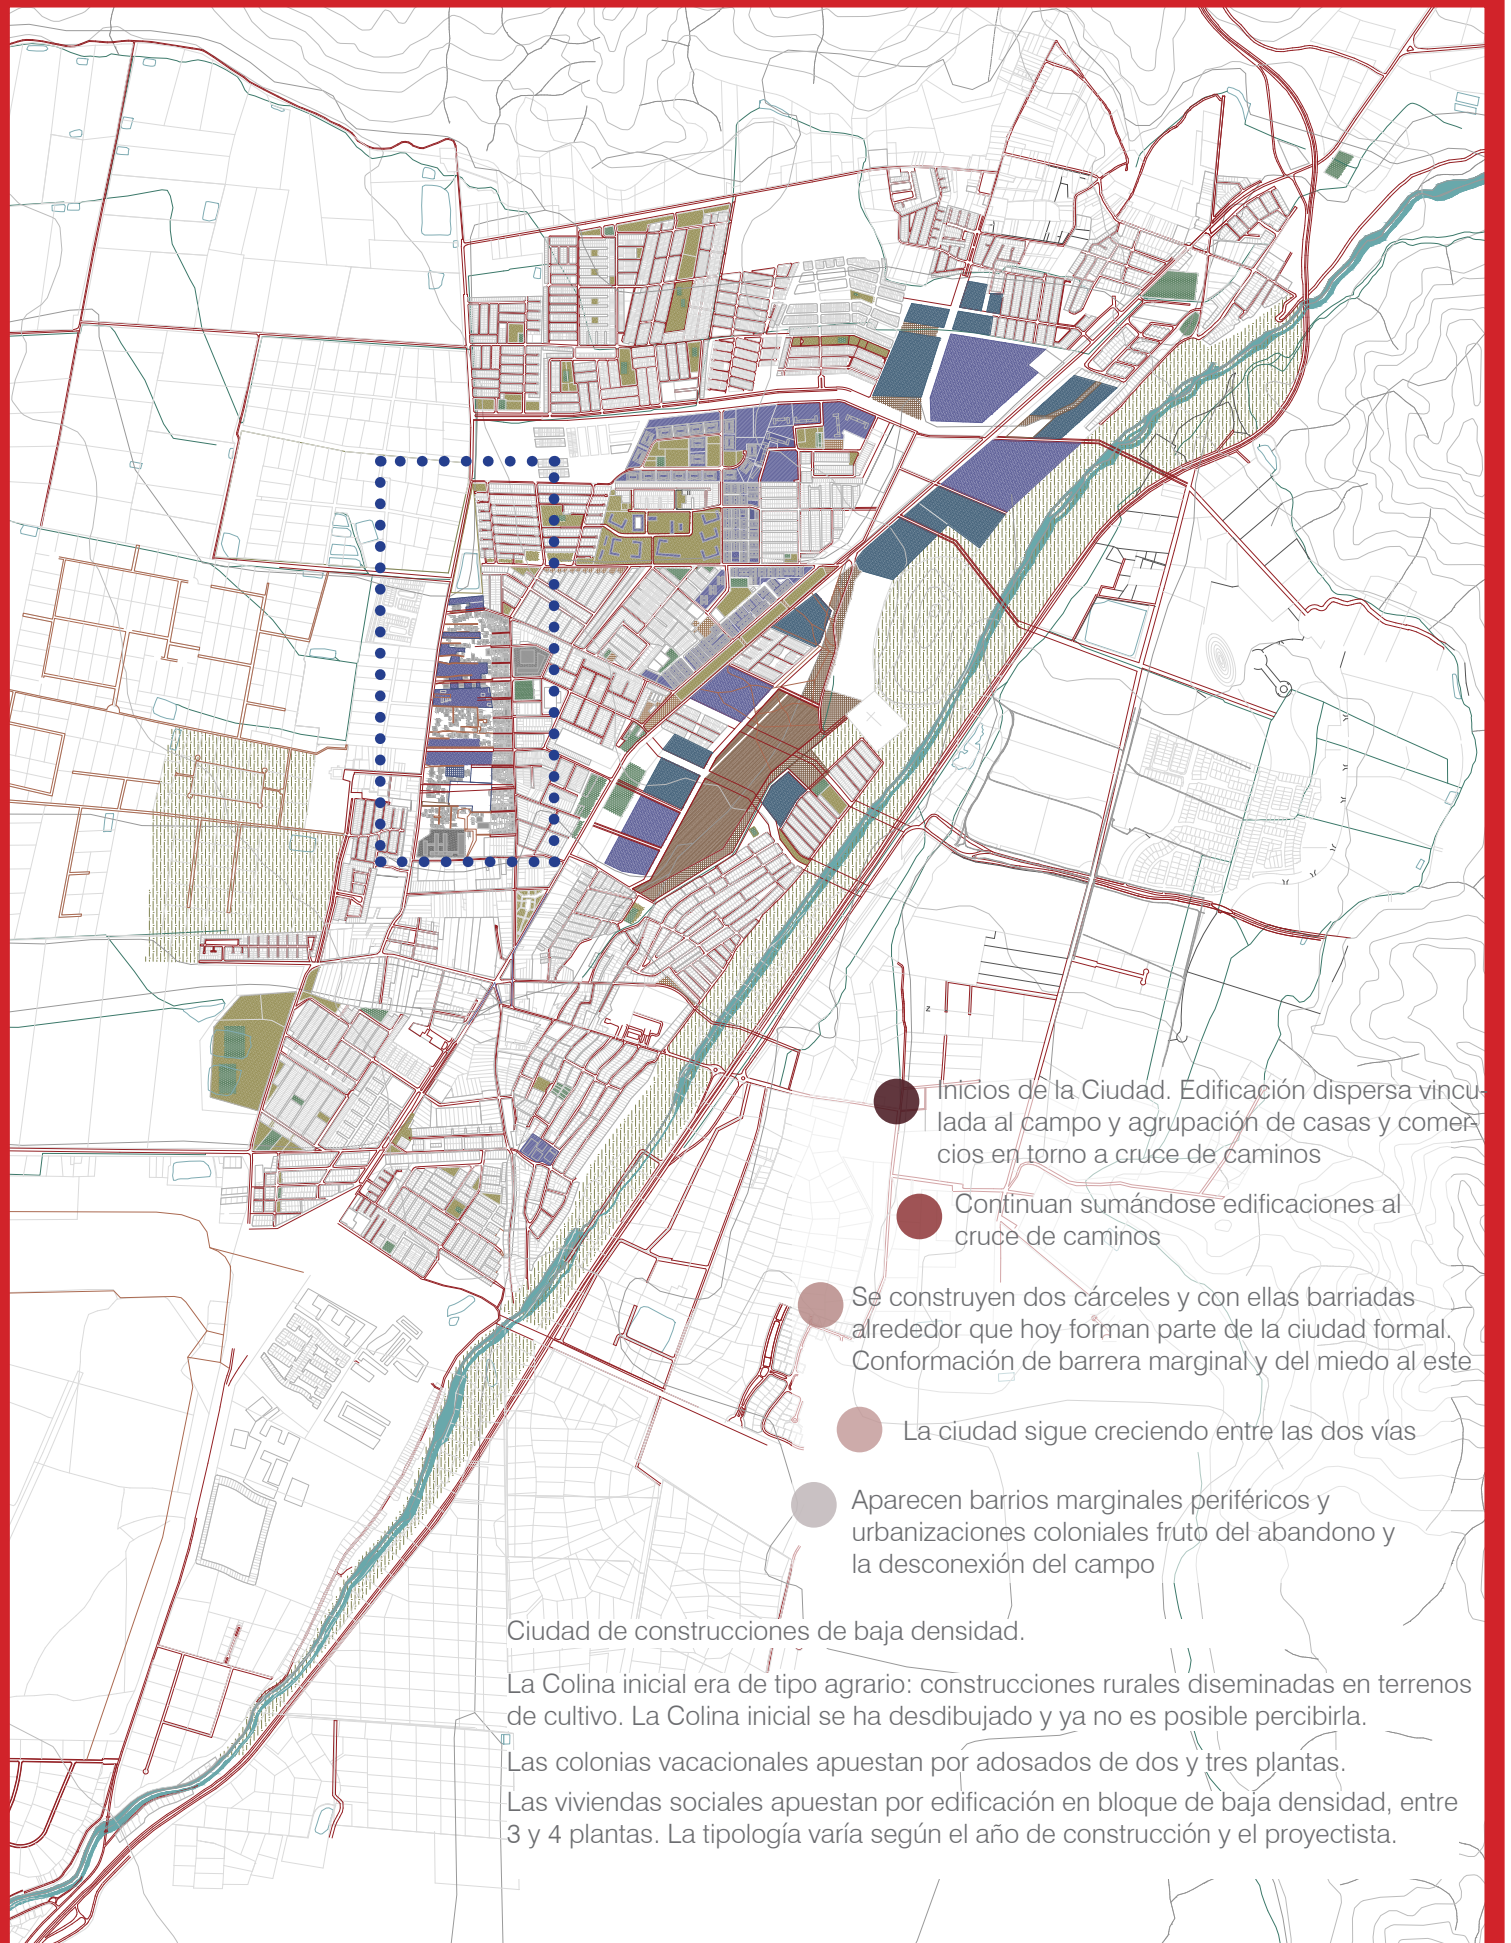 Inicios de la Ciudad. Edificación dispersa vincu-
lada al campo y agrupación de casas y comer-
cios en torno a cruce de caminos
Continuan sumándose edificaciones al
cruce de caminos
Se construyen dos cárceles y con ellas barriadas
alrededor que hoy forman parte de la ciudad formal.
Conformación de barrera marginal y del miedo al este
La ciudad sigue creciendo entre las dos vías
Aparecen barrios marginales periféricos y
urbanizaciones coloniales fruto del abandono y
la desconexión del campo
Ciudad de construcciones de baja densidad.
La Colina inicial era de tipo agrario: construcciones rurales diseminadas en terrenos
de cultivo. La Colina inicial se ha desdibujado y ya no es posible percibirla.
Las colonias vacacionales apuestan por adosados de dos y tres plantas.
Las viviendas sociales apuestan por edificación en bloque de baja densidad, entre
3 y 4 plantas. La tipología varía según el año de construcción y el proyectista.